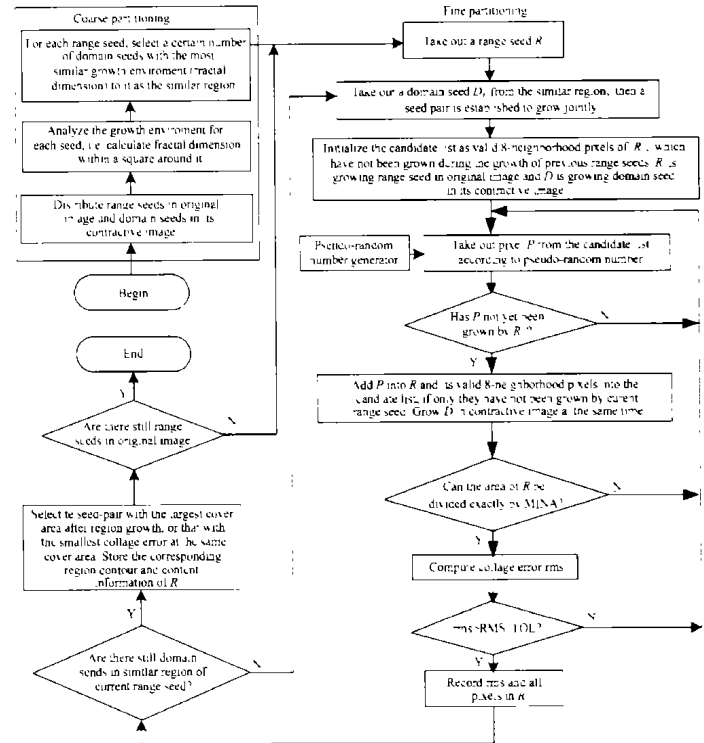 Coarse partitioning
For each range seed, select a certain number
of domain seeds with the most
similar growth enviroment (fractal
dimension) to it as the similar region
Analyze the growth enviroment for
each seed, i.e. calculate fractal dimension
within a square around it
Distribute range seeds in original
image and domain seeds in its
contractive image
Begin
End
Y
Are there still range
seeds in original image
N
Select te seed-pair with the largest cover
area after region growth, or that with
the smallest collage error at the same
cover area. Store the corresponding
region contour and content
information of R
Y
Are there still domain
in similar region of
current range seed?
N
Fine partitioning
Take out a range seed R
Take out a domain seed D, from the similar region, then a
seed pair is established to grow jointly
Initialize the candidate list as valid 8-neighborhood pixels of R , which
have not been grown during the growth of previous range seeds. R is
growing range seed in original image and D is growing domain seed
in its contractive image
Pseudo-random
number generator
Take out pixel P from the candidate list
according to pseudo-random number
Has P not yet been
grown by R ?
N
Y
Add P into R and its valid 8-neighborhood pixels into the
list, if only they have not been grown by
range seed. Grow D in contractive image at the same time
Can the area of R be
divided exactly by MINA?
N
Y
Compute collage error rms
N
Y
Record rms and all
pixels in R